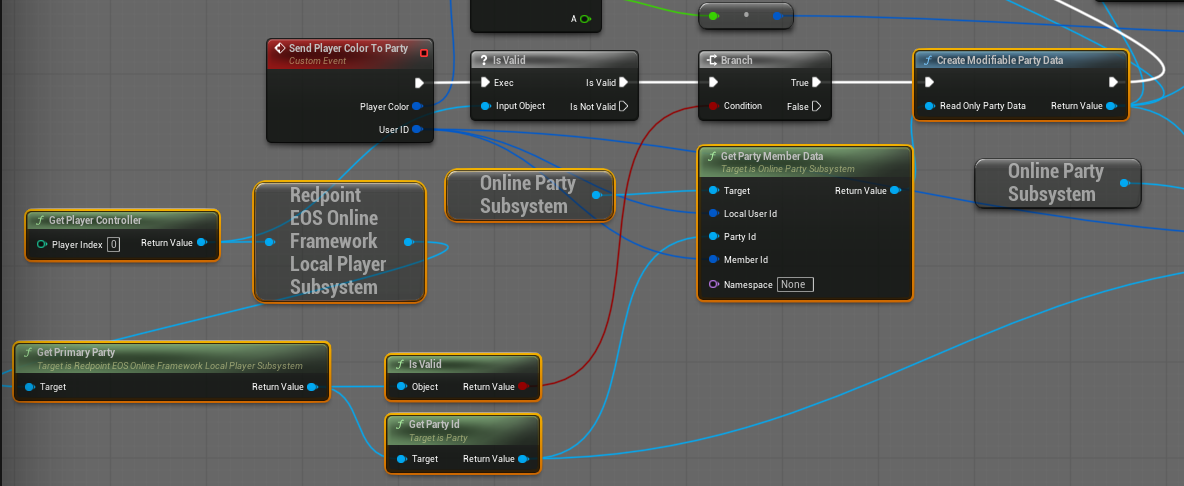 A
Send Player Color To Party
Custom Event
Player Color
User ID
Is Valid
Exec
Is Valid
Input Object
Is Not Valid
Branch
True
Condition
False
Create Modifiable Party Data
Read Only Party Data
Return Value
Get Party Member Data
Target is Online Party Subsystem
Target
Return Value
Local User Id
Party Id
Member Id
Namespace
None
Online Party
Subsystem
Online Party
Subsystem
Redpoint
EOS Online
Framework
Local Player
Subsystem
Get Player Controller
Player Index
0
Return Value
Get Primary Party
Target is Redpoint EOS Online Framework Local Player Subsystem
Target
Return Value
Is Valid
Object
Return Value
Get Party Id
Target is Party
Target
Return Value